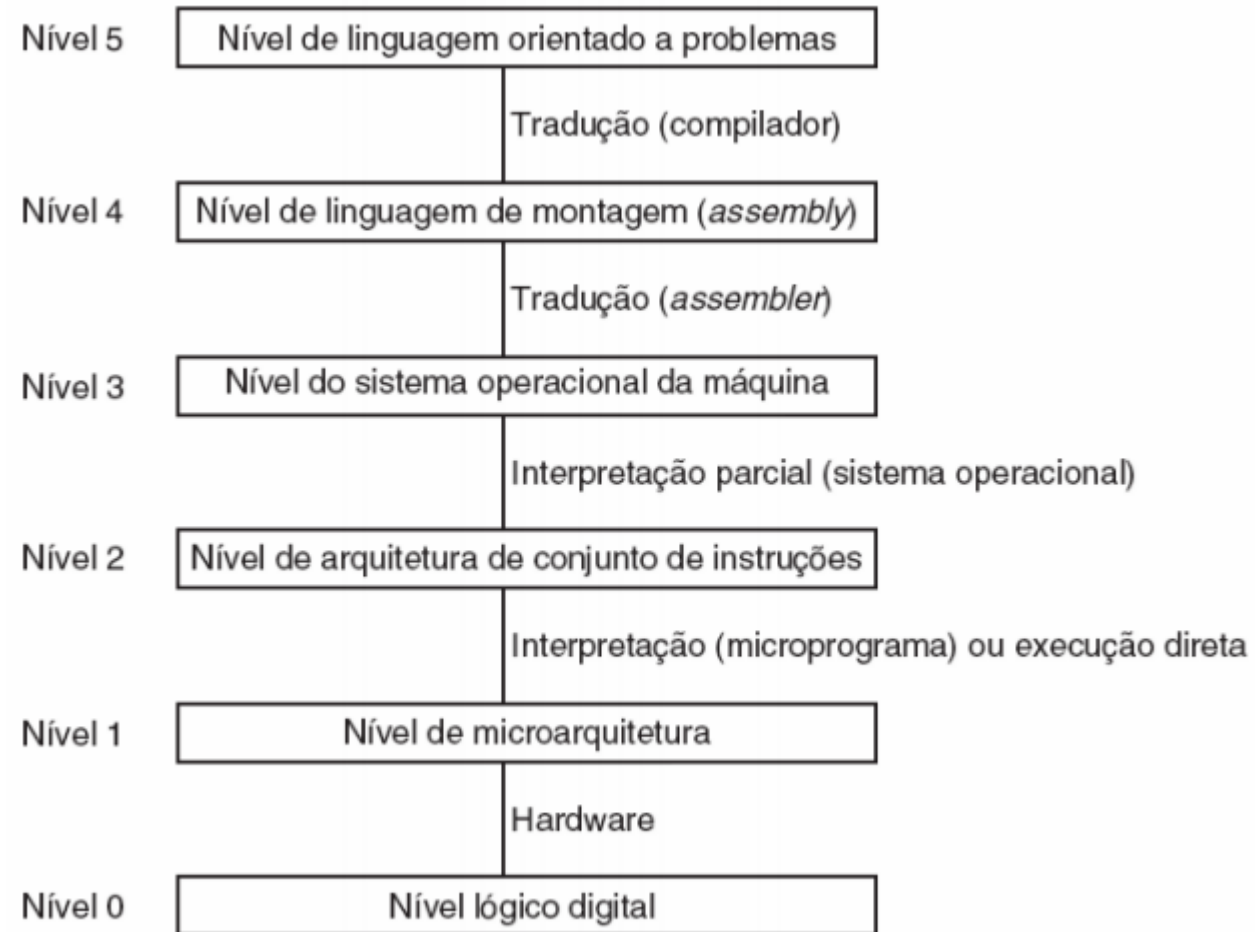 Nível 5 Nível de linguagem orientado a problemas
Tradução (compilador)
Nível 4 Nível de linguagem de montagem (assembly)
Tradução (assembler)
Nível 3 Nível do sistema operacional da máquina
Interpretação parcial (sistema operacional)
Nível 2 Nível de arquitetura de conjunto de instruções
Interpretação (microprograma) ou execução direta
Nível 1 Nível de microarquitetura
Hardware
Nível 0 Nível lógico digital